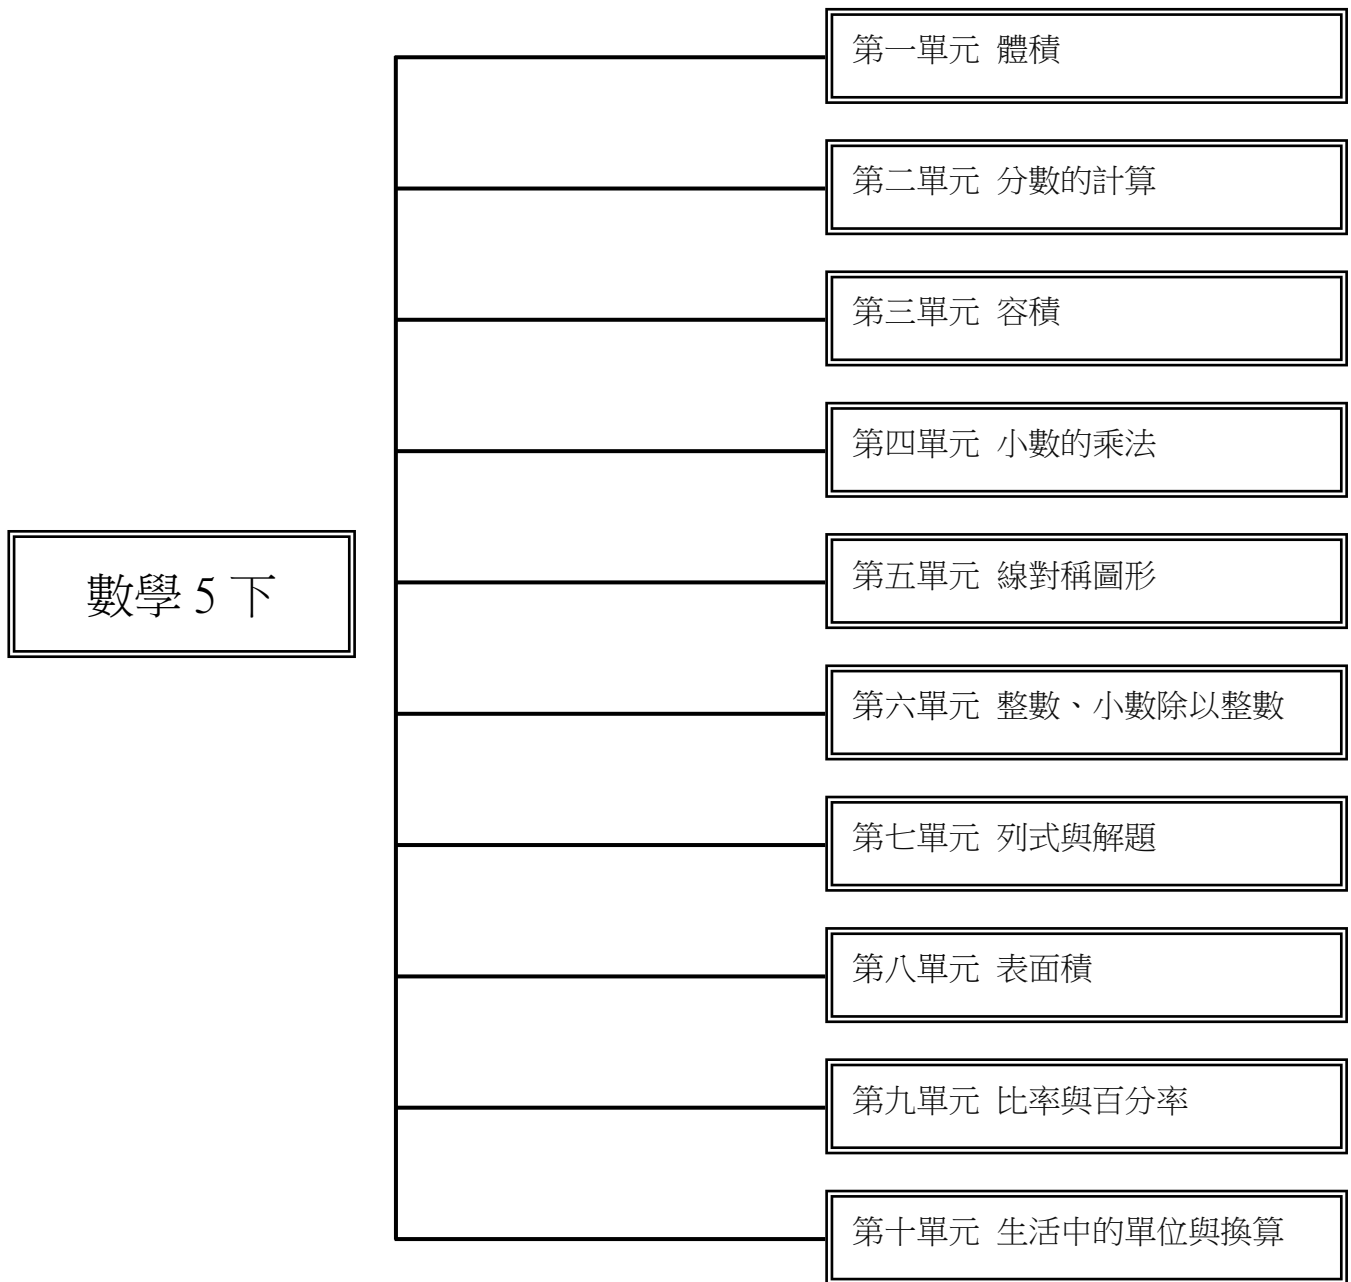 數學 5 下
第一單元 體積
第二單元 分數的計算
第三單元 容積
第四單元 小數的乘法
第五單元 線對稱圖形
第六單元 整數、小數除以整數
第七單元 列式與解題
第八單元 表面積
第九單元 比率與百分率
第十單元 生活中的單位與換算